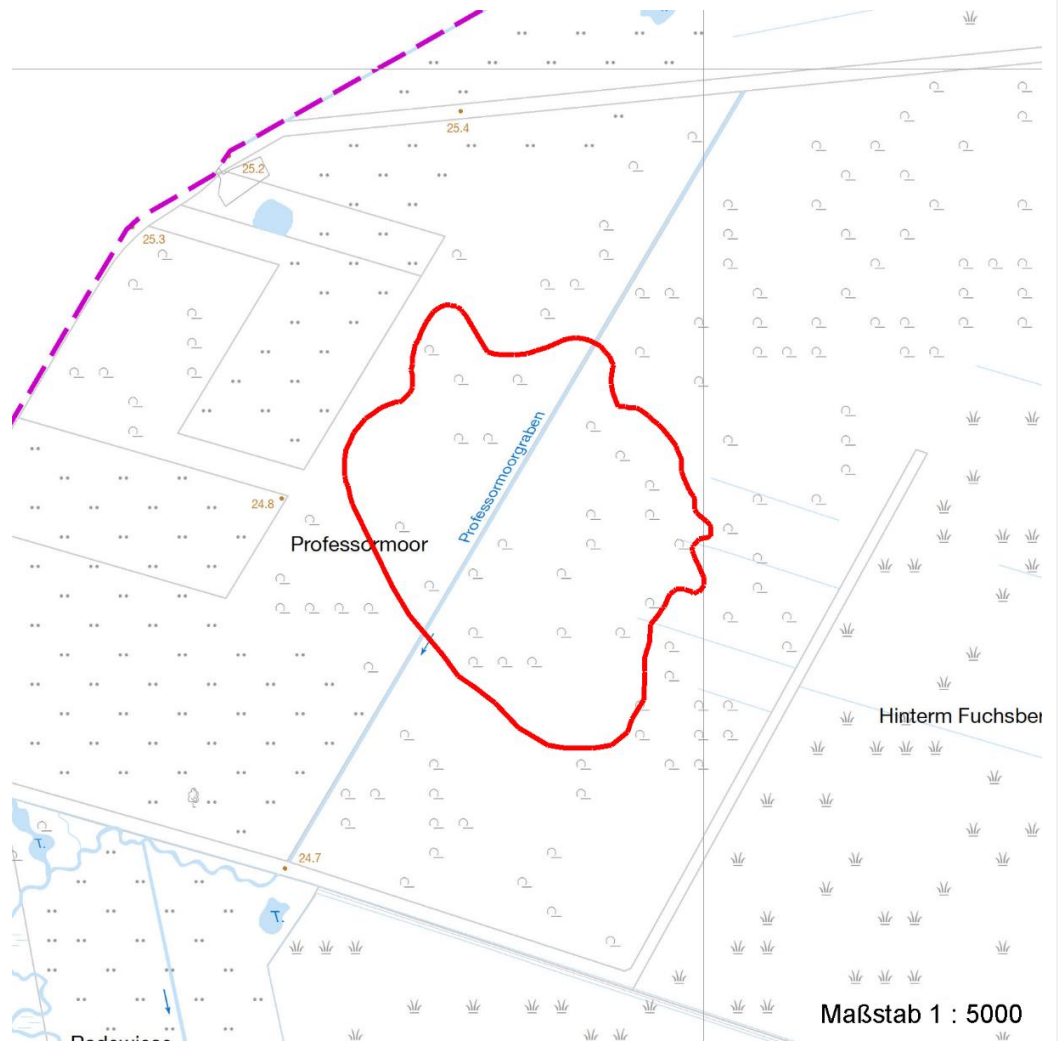 25.4
25.2
25.3
Professormoorgraben
24.8
Professormoor
Hinterm Fuchsber
T.
24.7
T.
Maßstab 1 : 5000